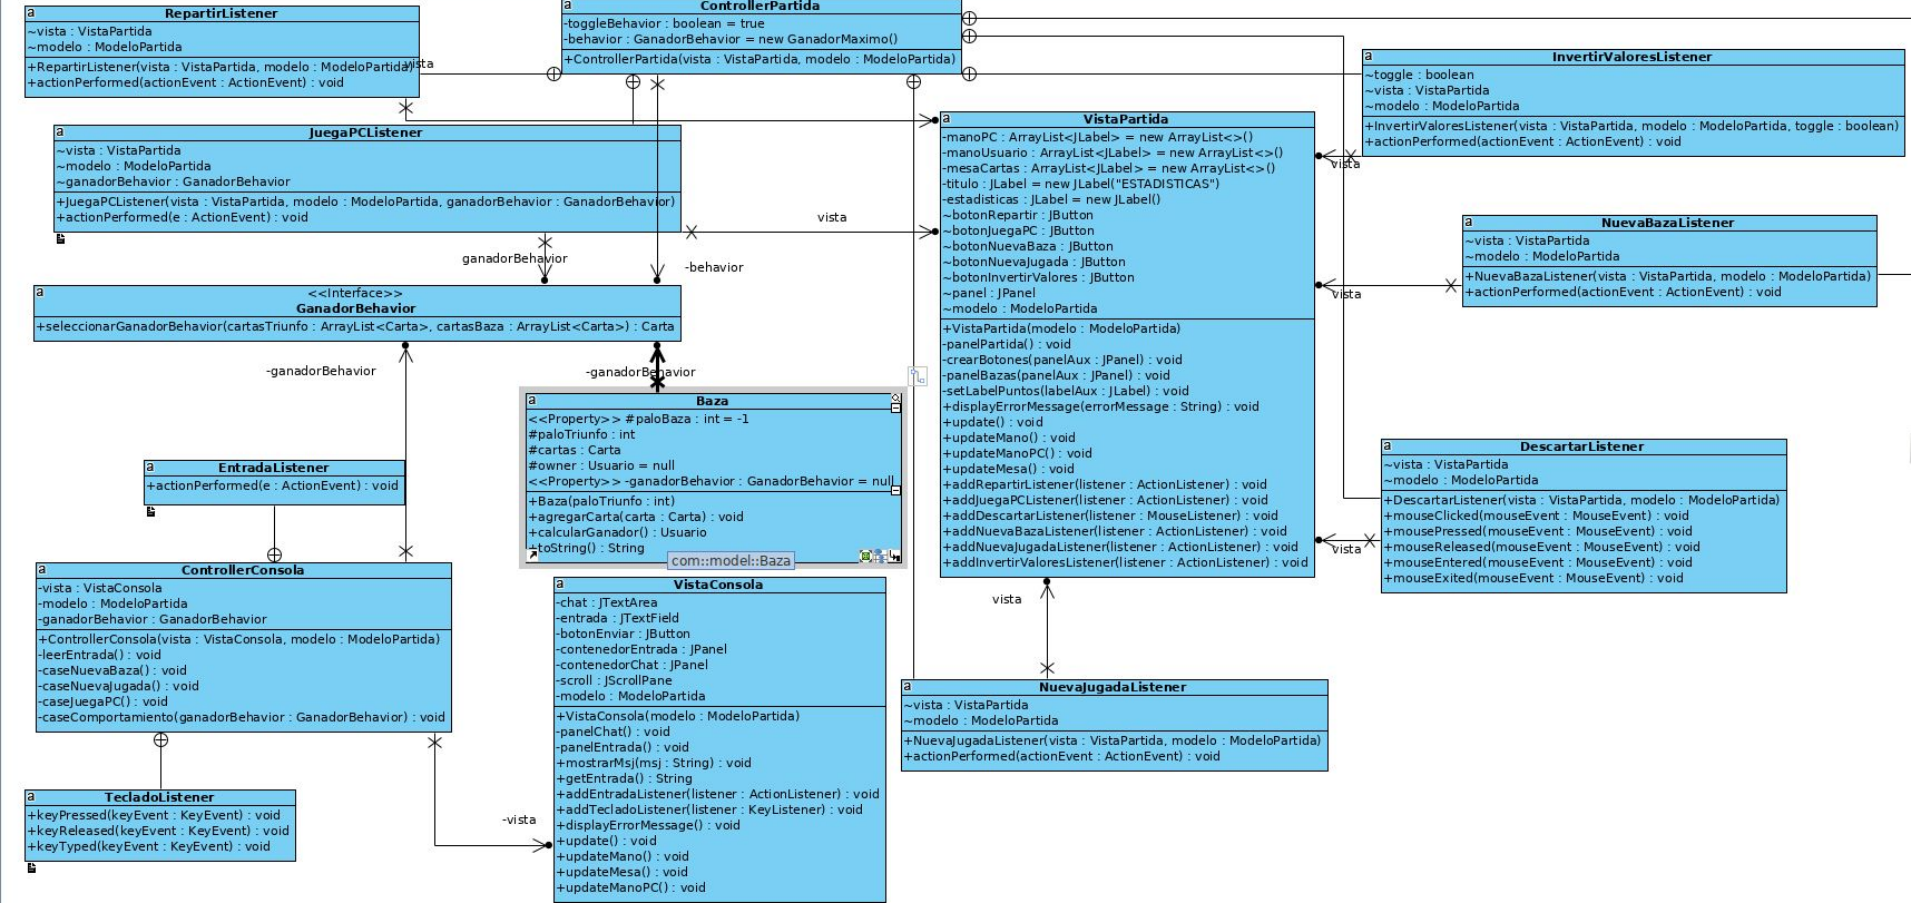 RepartirListener
~vista : VistaPartida
~modelo : ModeloPartida
+RepartirListener(vista : VistaPartida, modelo : ModeloPartida)
+actionPerformed(actionEvent : ActionEvent) : void
vista
ControllerPartida
-toggleBehavior : boolean = true
-behavior : GanadorBehavior = new GanadorMaximo()
+ControllerPartida(vista : VistaPartida, modelo : ModeloPartida)
InvertirValoresListener
~toggle : boolean
~vista : VistaPartida
~modelo : ModeloPartida
+InvertirValoresListener(vista : VistaPartida, modelo : ModeloPartida, toggle : boolean)
+actionPerformed(actionEvent : ActionEvent) : void
vista
JuegaPCListener
~vista : VistaPartida
~modelo : ModeloPartida
~ganadorBehavior : GanadorBehavior
+JuegaPCListener(vista : VistaPartida, modelo : ModeloPartida, ganadorBehavior : GanadorBehavior)
+actionPerformed(e : ActionEvent) : void
vista
ganadorBehavior
-behavior
VistaPartida
-manoPC : ArrayList<JLabel> = new ArrayList<>()
-manoUsuario : ArrayList<JLabel> = new ArrayList<>()
-mesaCartas : ArrayList<JLabel> = new ArrayList<>()
-titulo : JLabel = new JLabel("ESTADISTICAS")
-estadisticas : JLabel = new JLabel()
~botonRepartir : JButton
~botonJuegaPC : JButton
~botonNuevaBaza : JButton
~botonNuevaJugada : JButton
~botonInvertirValores : JButton
~panel : JPanel
~modelo : ModeloPartida
+VistaPartida(modelo : ModeloPartida)
-panelPartida() : void
-crearBotones(panelAux : JPanel) : void
-panelBazas(panelAux : JPanel) : void
-setLabelPuntos(labelAux : JLabel) : void
+displayErrorMessage(errorMessage : String) : void
+update() : void
+updateMano() : void
+updateManoPC() : void
+updateMesa() : void
+addRepartirListener(listener : ActionListener) : void
+addJuegaPCListener(listener : ActionListener) : void
+addDescartarListener(listener : MouseListener) : void
+addNuevaBazaListener(listener : ActionListener) : void
+addNuevaJugadaListener(listener : ActionListener) : void
+addInvertirValoresListener(listener : ActionListener) : void
NuevaBazaListener
~vista : VistaPartida
~modelo : ModeloPartida
+NuevaBazaListener(vista : VistaPartida, modelo : ModeloPartida)
+actionPerformed(actionEvent : ActionEvent) : void
vista
<<Interface>>
GanadorBehavior
+seleccionarGanadorBehavior(cartasTriunfo : ArrayList<Carta>, cartasBaza : ArrayList<Carta>) : Carta
-ganadorBehavior
-ganadorBehavior
Baza
<<Property>> #paloBaza : int = -1
#paloTriunfo : int
#cartas : Carta
#owner : Usuario = null
<<Property>> -ganadorBehavior : GanadorBehavior = null
+Baza(paloTriunfo : int)
+agregarCarta(carta : Carta) : void
+calcularGanador() : Usuario
+toString() : String
com::model::Baza
DescartarListener
~vista : VistaPartida
~modelo : ModeloPartida
+DescartarListener(vista : VistaPartida, modelo : ModeloPartida)
+mouseClicked(mouseEvent : MouseEvent) : void
+mousePressed(mouseEvent : MouseEvent) : void
+mouseReleased(mouseEvent : MouseEvent) : void
+mouseEntered(mouseEvent : MouseEvent) : void
+mouseExited(mouseEvent : MouseEvent) : void
vista
EntradaListener
+actionPerformed(e : ActionEvent) : void
ControllerConsola
-vista : VistaConsola
-modelo : ModeloPartida
-ganadorBehavior : GanadorBehavior
+ControllerConsola(vista : VistaConsola, modelo : ModeloPartida)
-leerEntrada() : void
-caseNuevaBaza() : void
-caseNuevaJugada() : void
-caseJuegaPC() : void
-caseComportamiento(ganadorBehavior : GanadorBehavior) : void
VistaConsola
-chat : JTextArea
-entrada : JTextField
-botonEnviar : JButton
-contenedorEntrada : JPanel
-contenedorChat : JPanel
-scroll : JScrollPane
-modelo : ModeloPartida
+VistaConsola(modelo : ModeloPartida)
-panelChat() : void
-panelEntrada() : void
+mostrarMsj(msj : String) : void
+getEntrada() : String
+addEntradaListener(listener : ActionListener) : void
+addTecladoListener(listener : KeyListener) : void
+displayErrorMessage() : void
+update() : void
+updateMano() : void
+updateMesa() : void
+updateManoPC() : void
vista
NuevaJugadaListener
~vista : VistaPartida
~modelo : ModeloPartida
+NuevaJugadaListener(vista : VistaPartida, modelo : ModeloPartida)
+actionPerformed(actionEvent : ActionEvent) : void
TecladoListener
+keyPressed(keyEvent : KeyEvent) : void
+keyReleased(keyEvent : KeyEvent) : void
+keyTyped(keyEvent : KeyEvent) : void
-vista